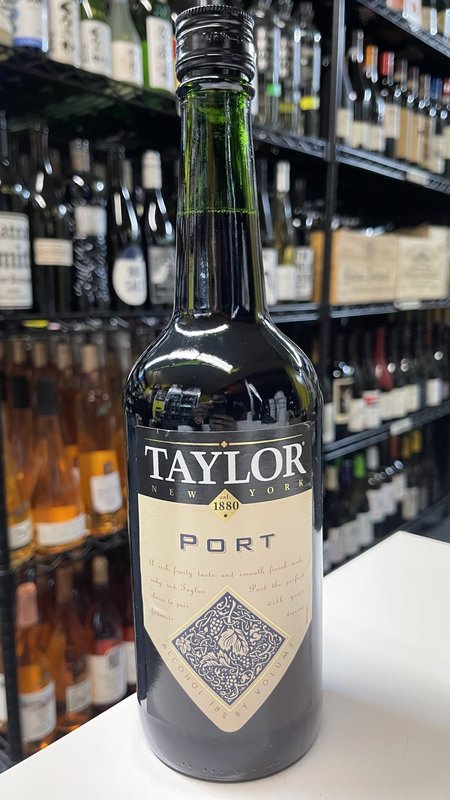 TAYLOR
NEW YORK
est.
1880
PORT
A rich fruity taste and smooth finish make
ruby red Taylor Port the perfect
choice to pair with your
favorite dessert
ALCOHOL 18% BY VOLUME